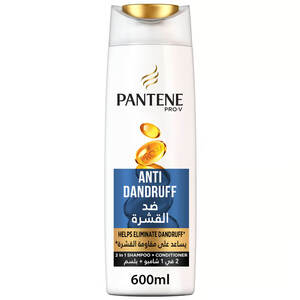 PANTENE
PRO-V
ANTI
DANDRUFF
ضد
القشرة
HELPS ELIMINATE DANDRUFF*
يساعد على مقاومة القشرة*
2 in 1 SHAMPOO + CONDITIONER
2 في 1 شامبو + بلسم
600ml